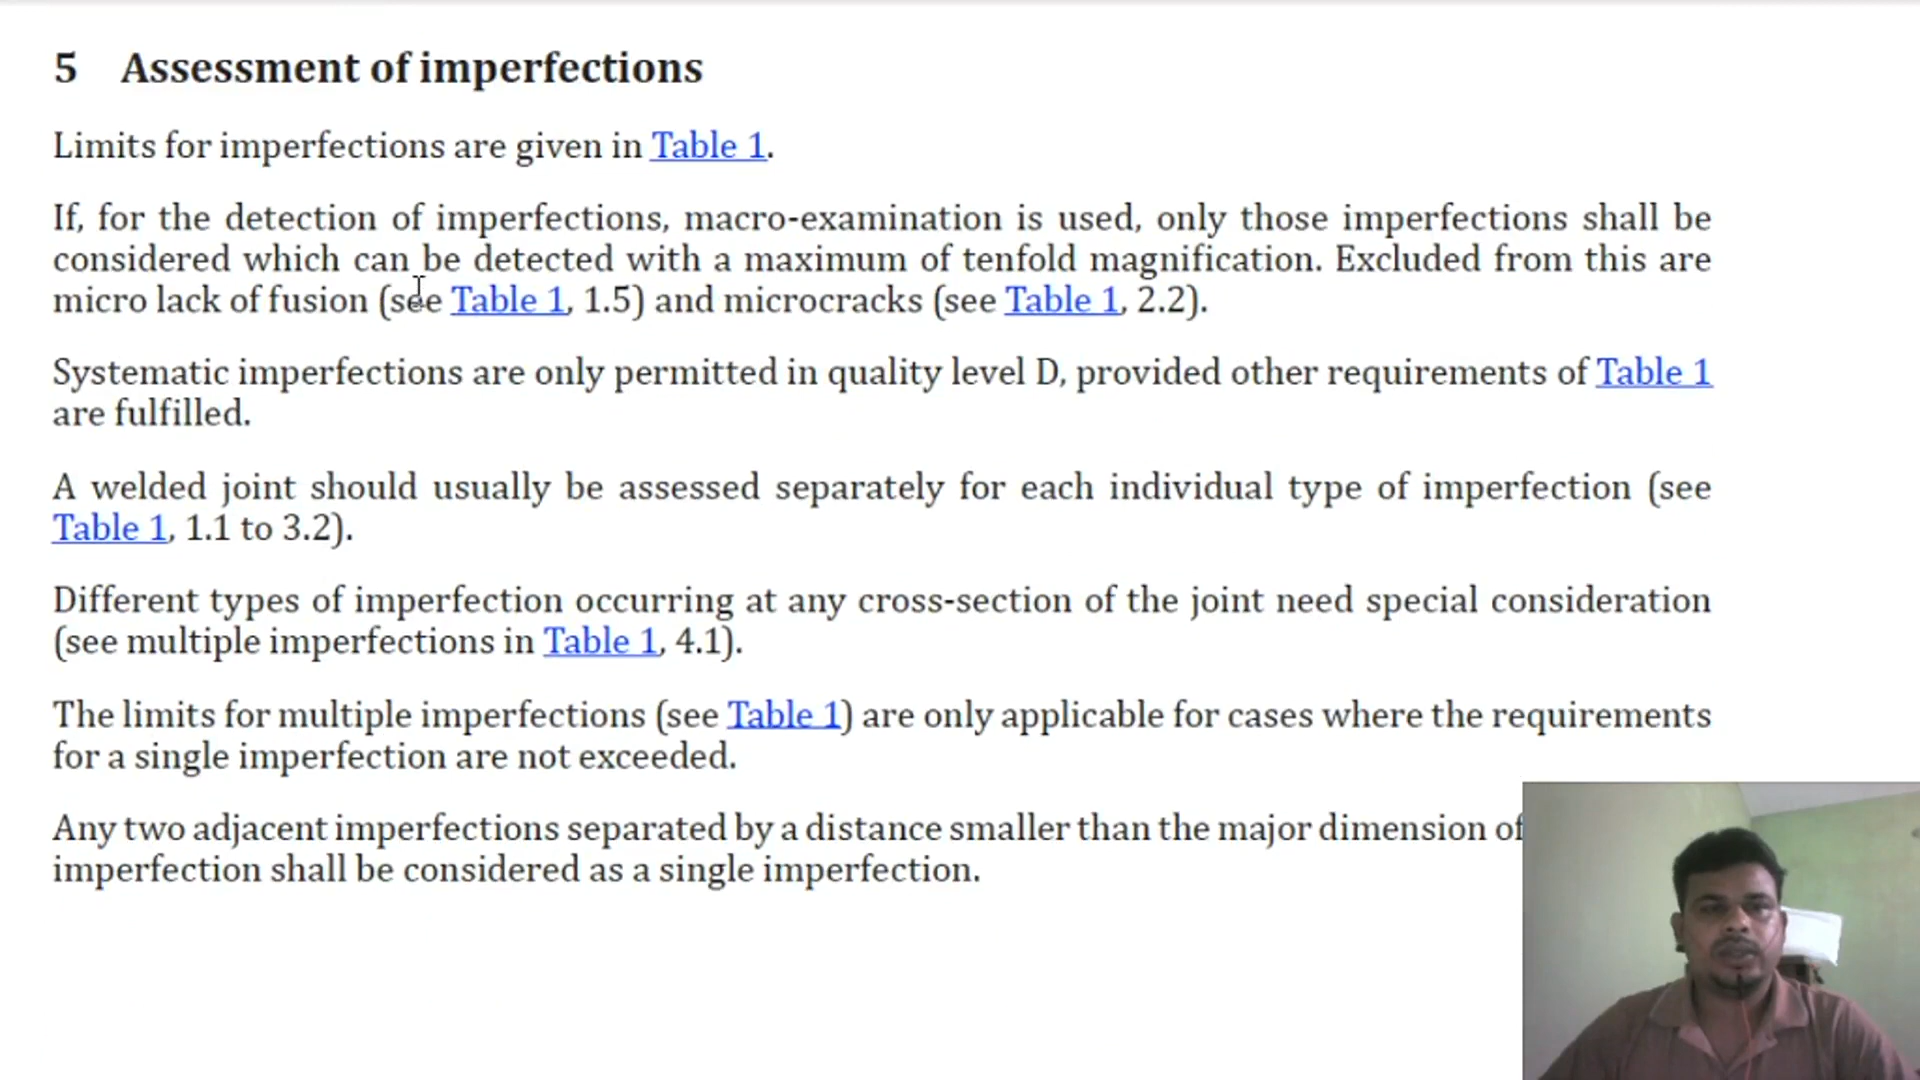 5 Assessment of imperfections
Limits for imperfections are given in Table 1.
If, for the detection of imperfections, macro-examination is used, only those imperfections shall be
considered which can be detected with a maximum of tenfold magnification. Excluded from this are
micro lack of fusion (see Table 1, 1.5) and microcracks (see Table 1, 2.2).
Systematic imperfections are only permitted in quality level D, provided other requirements of Table 1
are fulfilled.
A welded joint should usually be assessed separately for each individual type of imperfection (see
Table 1, 1.1 to 3.2).
Different types of imperfection occurring at any cross-section of the joint need special consideration
(see multiple imperfections in Table 1, 4.1).
The limits for multiple imperfections (see Table 1) are only applicable for cases where the requirements
for a single imperfection are not exceeded.
Any two adjacent imperfections separated by a distance smaller than the major dimension of
imperfection shall be considered as a single imperfection.